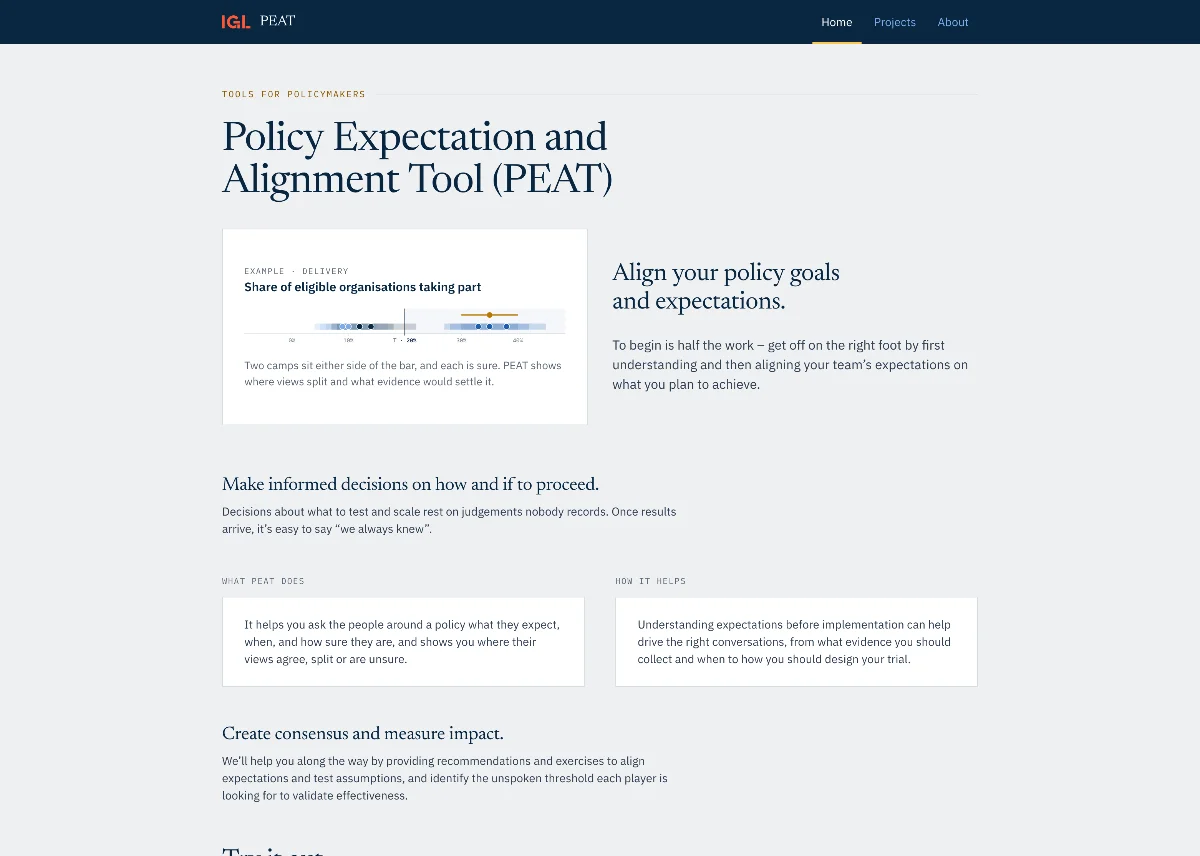 IGL PEAT
Home Projects About
TOOLS FOR POLICYMAKERS
Policy Expectation and
Alignment Tool (PEAT)
EXAMPLE · DELIVERY
Share of eligible organisations taking part
0% 10% T · 20% 30% 40%
Two camps sit either side of the bar, and each is sure. PEAT shows
where views split and what evidence would settle it.
Align your policy goals
and expectations.
To begin is half the work – get off on the right foot by first
understanding and then aligning your team’s expectations on
what you plan to achieve.
Make informed decisions on how and if to proceed.
Decisions about what to test and scale rest on judgements nobody records. Once results
arrive, it’s easy to say “we always knew”.
WHAT PEAT DOES
It helps you ask the people around a policy what they expect,
when, and how sure they are, and shows you where their
views agree, split or are unsure.
HOW IT HELPS
Understanding expectations before implementation can help
drive the right conversations, from what evidence you should
collect and when to how you should design your trial.
Create consensus and measure impact.
We’ll help you along the way by providing recommendations and exercises to align
expectations and test assumptions, and identify the unspoken threshold each player is
looking for to validate effectiveness.
Try it out